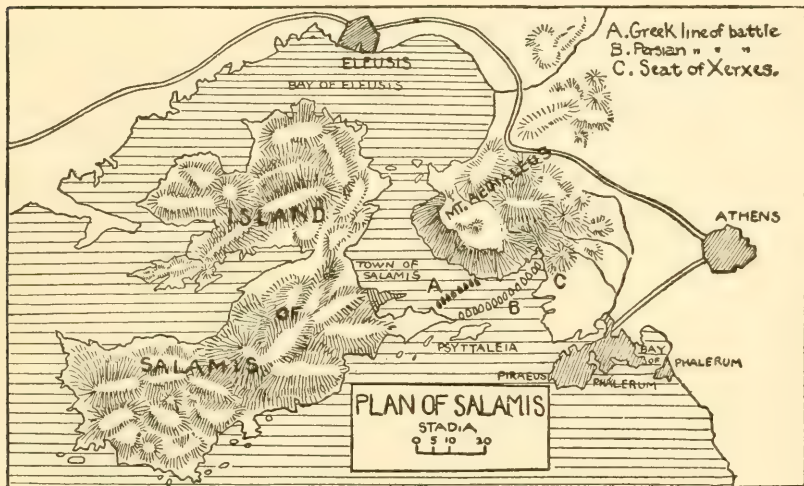 A. Greek line of battle
B. Persian " " "
C. Seat of Xerxes.
ELEUSIS
BAY OF ELEUSIS
MT. AEGALEUS
ISLAND
ATHENS
TOWN OF
SALAMIS
A
C
OF
B
PSYTTALEIA
SALAMIS
BAY
OF
PHALERUM
PIRAEUS
PHALERUM
PLAN OF SALAMIS
STADIA
0 5 10 20